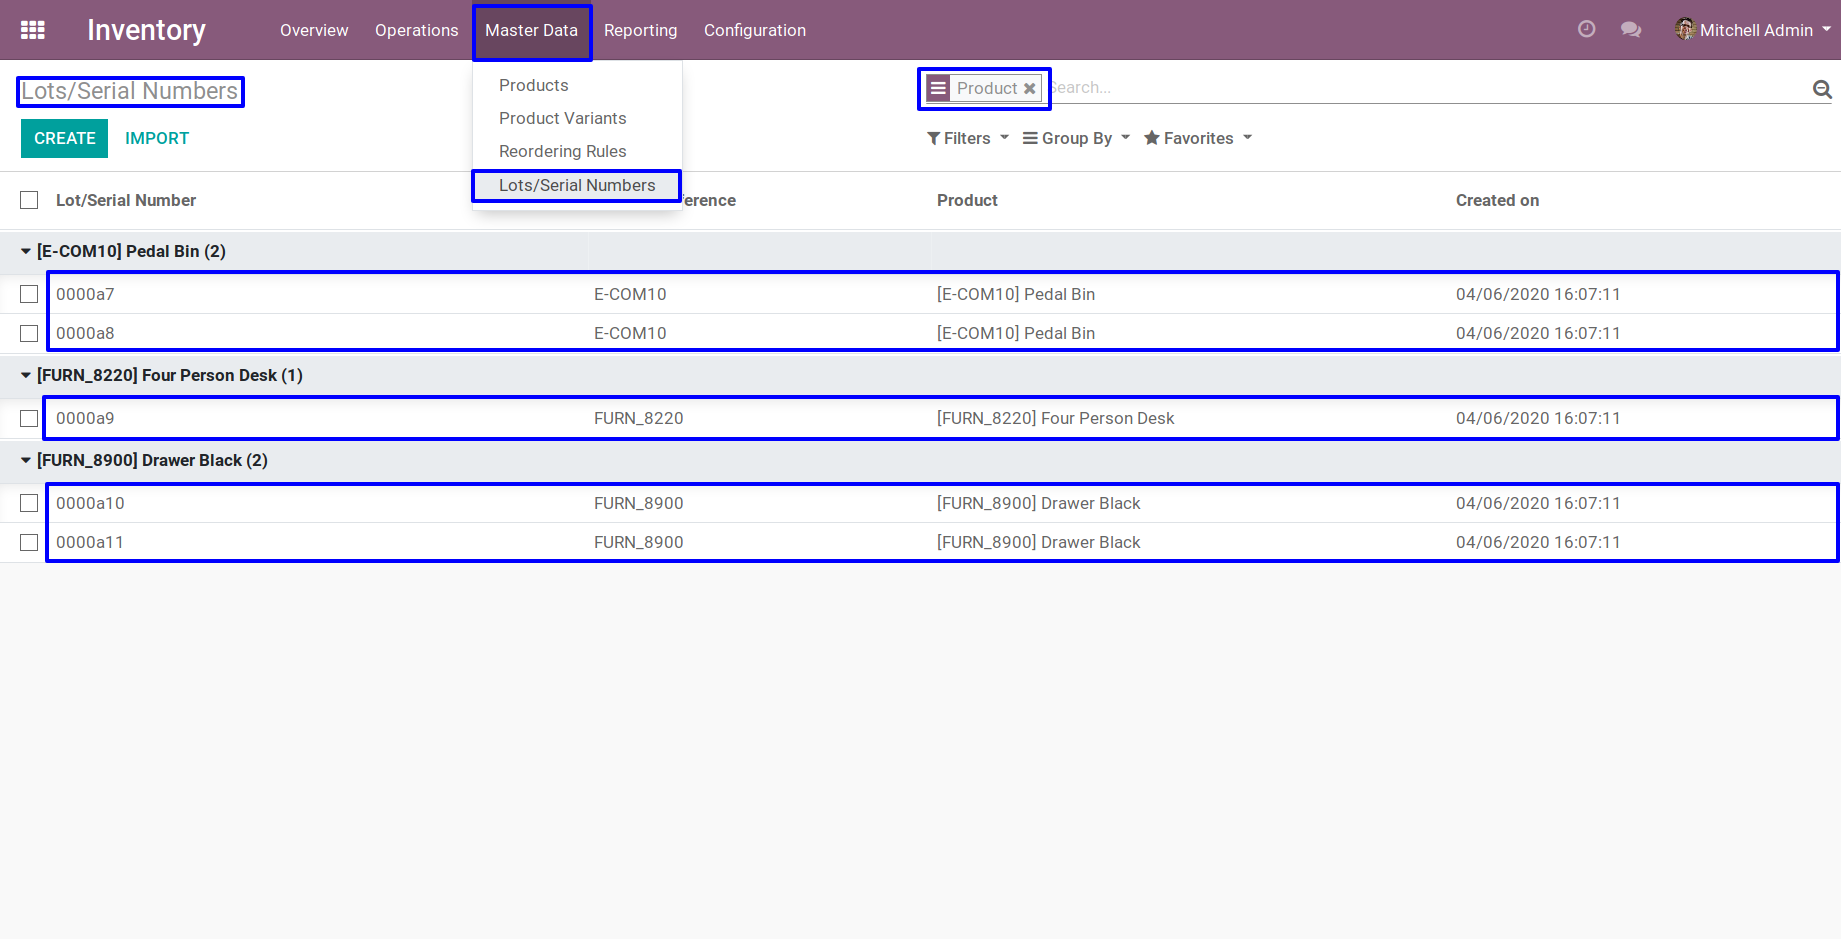 Inventory Overview Operations Master Data Reporting Configuration Mitchell Admin
Lots/Serial Numbers
Product Search...
CREATE IMPORT
Filters Group By Favorites
Products
Product Variants
Reordering Rules
Lots/Serial Numbers
Lot/Serial Number erence Product Created on
[E-COM10] Pedal Bin (2)
0000a7 E-COM10 [E-COM10] Pedal Bin 04/06/2020 16:07:11
0000a8 E-COM10 [E-COM10] Pedal Bin 04/06/2020 16:07:11
[FURN_8220] Four Person Desk (1)
0000a9 FURN_8220 [FURN_8220] Four Person Desk 04/06/2020 16:07:11
[FURN_8900] Drawer Black (2)
0000a10 FURN_8900 [FURN_8900] Drawer Black 04/06/2020 16:07:11
0000a11 FURN_8900 [FURN_8900] Drawer Black 04/06/2020 16:07:11